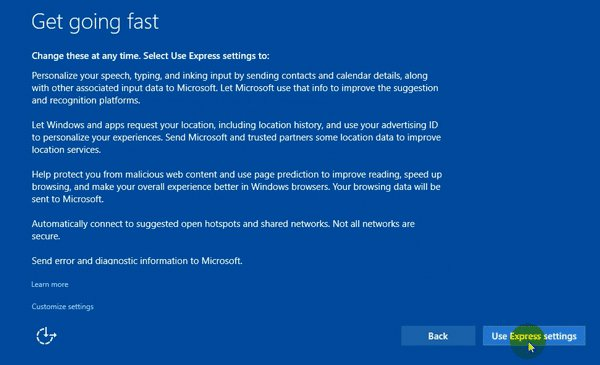 Get going fast
Change these at any time. Select Use Express settings to:
Personalize your speech, typing, and inking input by sending contacts and calendar details, along
with other associated input data to Microsoft. Let Microsoft use that info to improve the suggestion
and recognition platforms.
Let Windows and apps request your location, including location history, and use your advertising ID
to personalize your experiences. Send Microsoft and trusted partners some location data to improve
location services.
Help protect you from malicious web content and use page prediction to improve reading, speed up
browsing, and make your overall experience better in Windows browsers. Your browsing data will be
sent to Microsoft.
Automatically connect to suggested open hotspots and shared networks. Not all networks are
secure.
Send error and diagnostic information to Microsoft.
Learn more
Customize settings
Back
Use Express settings